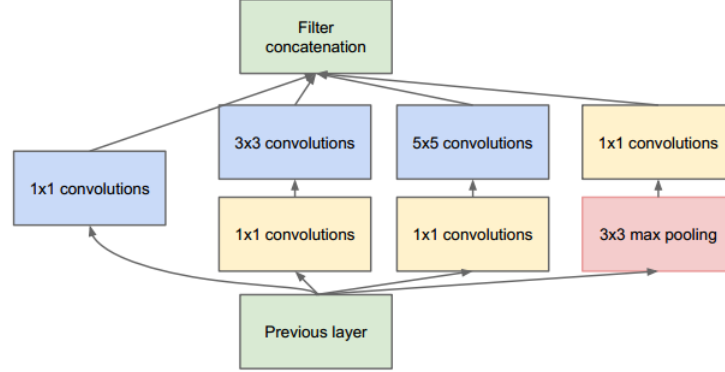 Filter
concatenation
3x3 convolutions
5x5 convolutions
1x1 convolutions
1x1 convolutions
1x1 convolutions
1x1 convolutions
3x3 max pooling
Previous layer